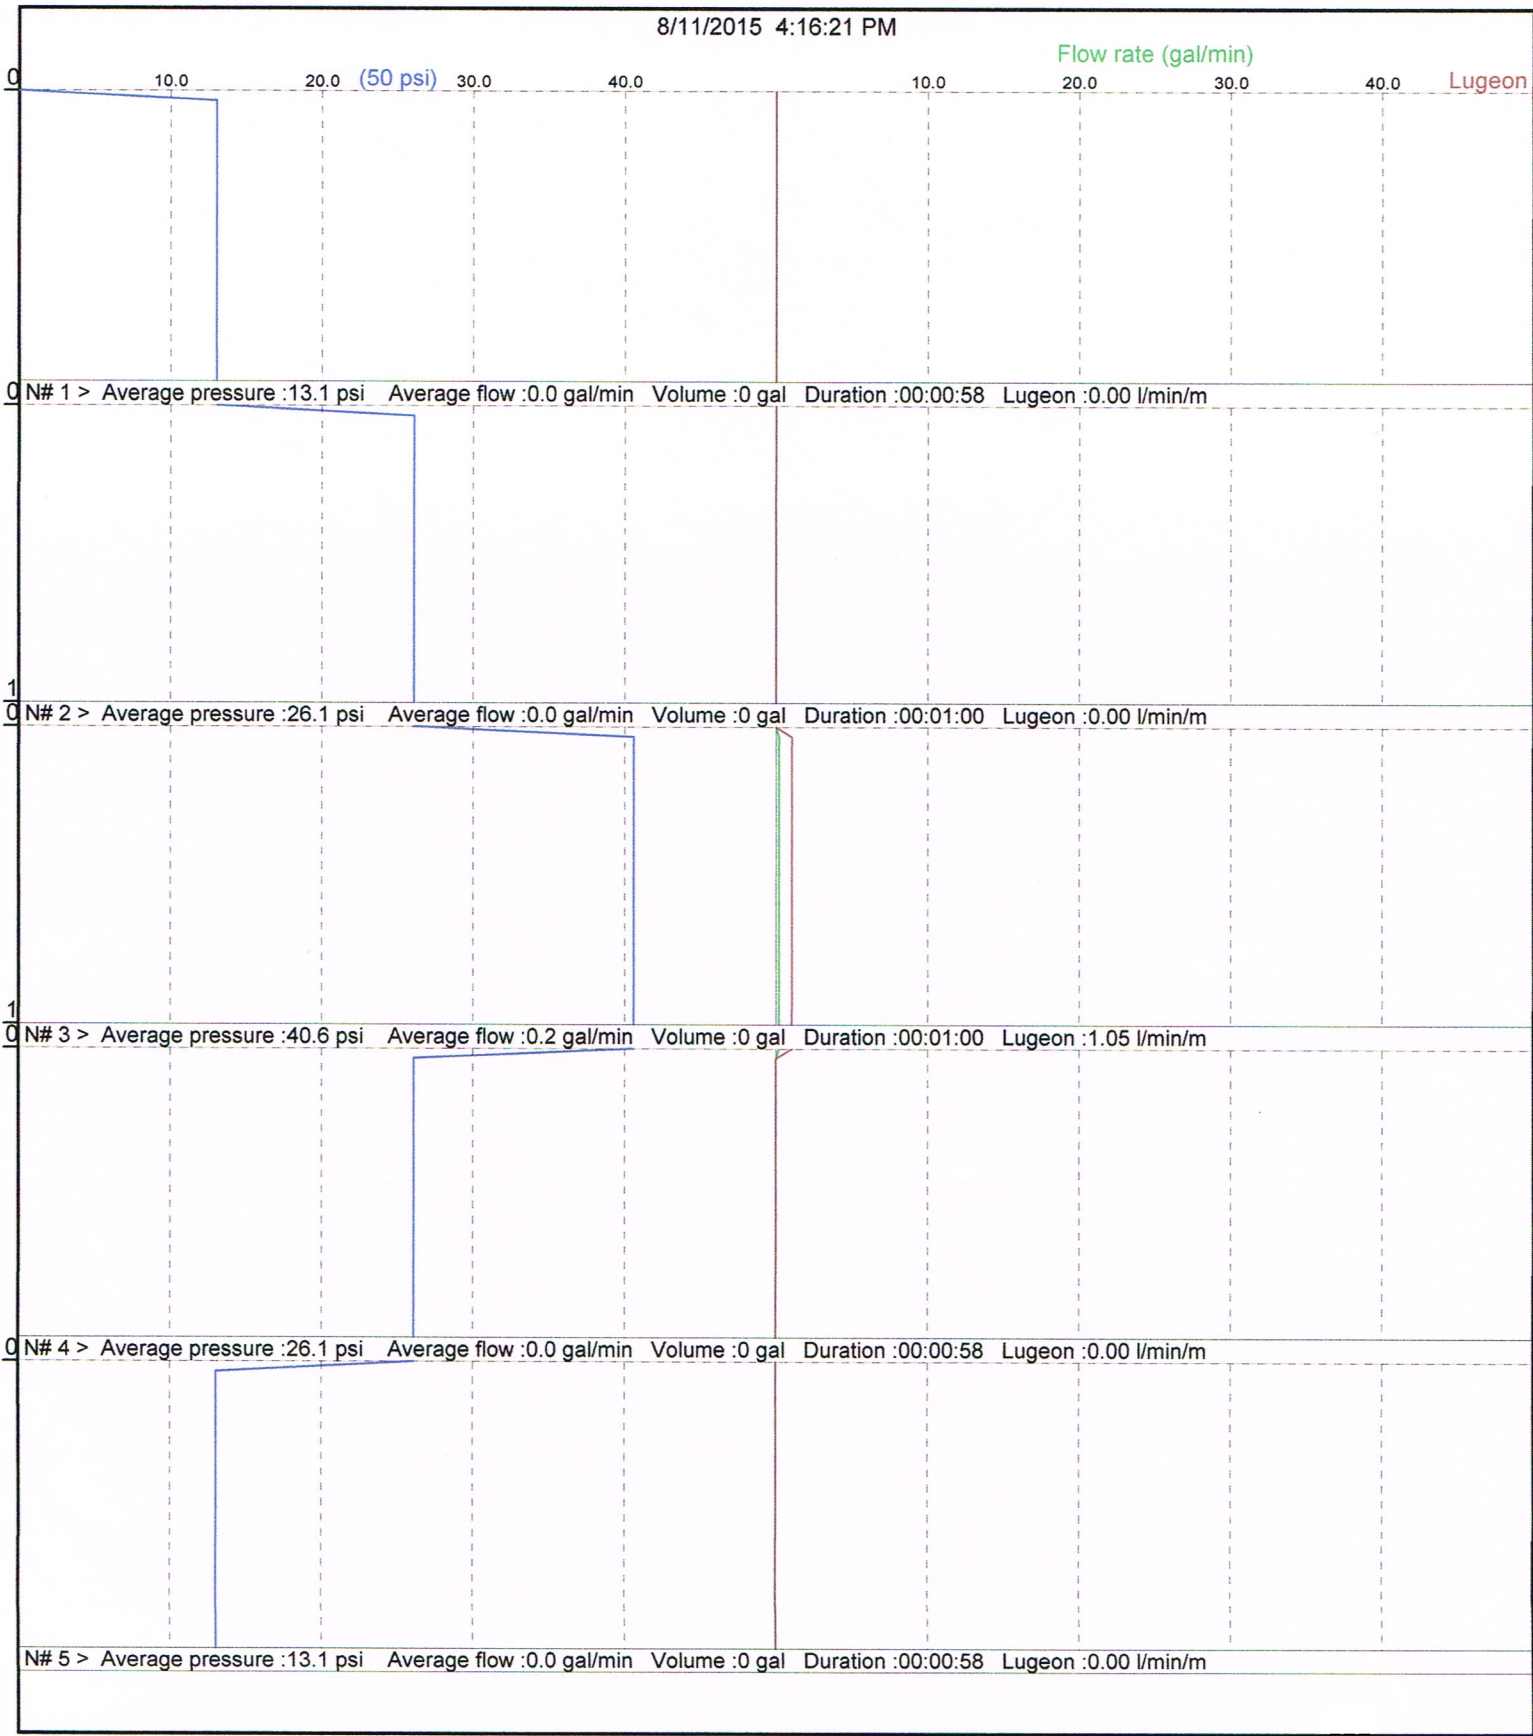 8/11/2015 4:16:21 PM
Flow rate (gal/min)
0 10.0 20.0 (50 psi) 30.0 40.0 10.0 20.0 30.0 40.0 Lugeon
0 N# 1 > Average pressure :13.1 psi Average flow :0.0 gal/min Volume :0 gal Duration :00:00:58 Lugeon :0.00 l/min/m
1
0 N# 2 > Average pressure :26.1 psi Average flow :0.0 gal/min Volume :0 gal Duration :00:01:00 Lugeon :0.00 l/min/m
1
0 N# 3 > Average pressure :40.6 psi Average flow :0.2 gal/min Volume :0 gal Duration :00:01:00 Lugeon :1.05 l/min/m
0 N# 4 > Average pressure :26.1 psi Average flow :0.0 gal/min Volume :0 gal Duration :00:00:58 Lugeon :0.00 l/min/m
N# 5 > Average pressure :13.1 psi Average flow :0.0 gal/min Volume :0 gal Duration :00:00:58 Lugeon :0.00 l/min/m